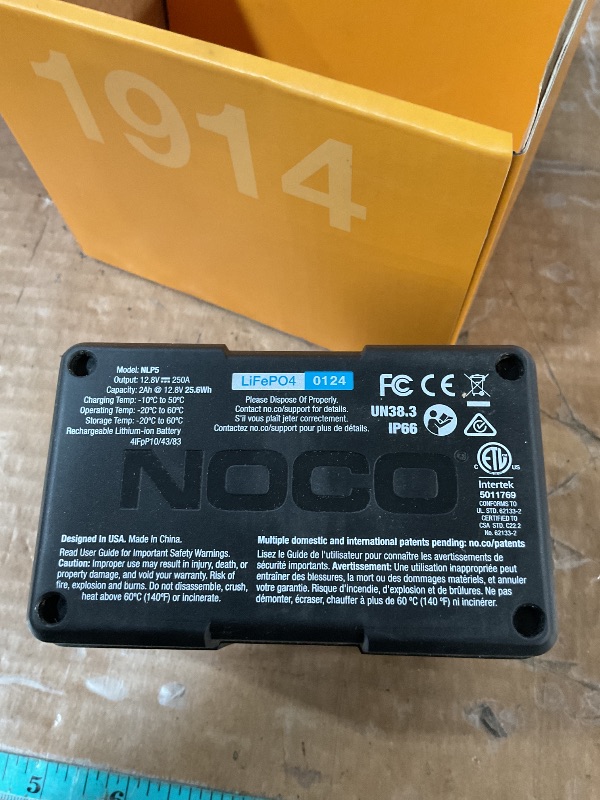 1914
Model: NLP5
Output: 12.8V⎓250A
Capacity: 2Ah @ 12.8V 25.6Wh
Charging Temp: -10°C to 50°C
Operating Temp: -20°C to 60°C
Storage Temp: -20°C to 60°C
Rechargeable Lithium-ion Battery
4IFpP10/43/83
LiFePO4 0124
Please Dispose Of Properly.
Contact no.co/support for details.
S'il vous plait jeter correctement.
Contactez no.co/support pour plus de détails.
FC CE
UN38.3
IP66
NOCO
ETL
C US
Intertek
5011769
CONFORMS TO
UL STD. 62133-2
CERTIFIED TO
CSA STD. C22.2
No. 62133-2
Designed in USA. Made in China.
Read User Guide for Important Safety Warnings.
Caution: Improper use may result in injury, death, or
property damage, and void your warranty. Risk of
fire, explosion and burns. Do not disassemble, crush,
heat above 60°C (140°F) or incinerate.
Multiple domestic and international patents pending: no.co/patents
Lisez le Guide de l'utilisateur pour connaître les avertissements de
sécurité importants. Avertissement: Une utilisation inappropriée peut
entraîner des blessures, la mort ou des dommages matériels, et annuler
votre garantie. Risque d'incendie, d'explosion et de brûlures. Ne pas
démonter, écraser, chauffer à plus de 60 °C (140 °F) ni incinérer.
5 4